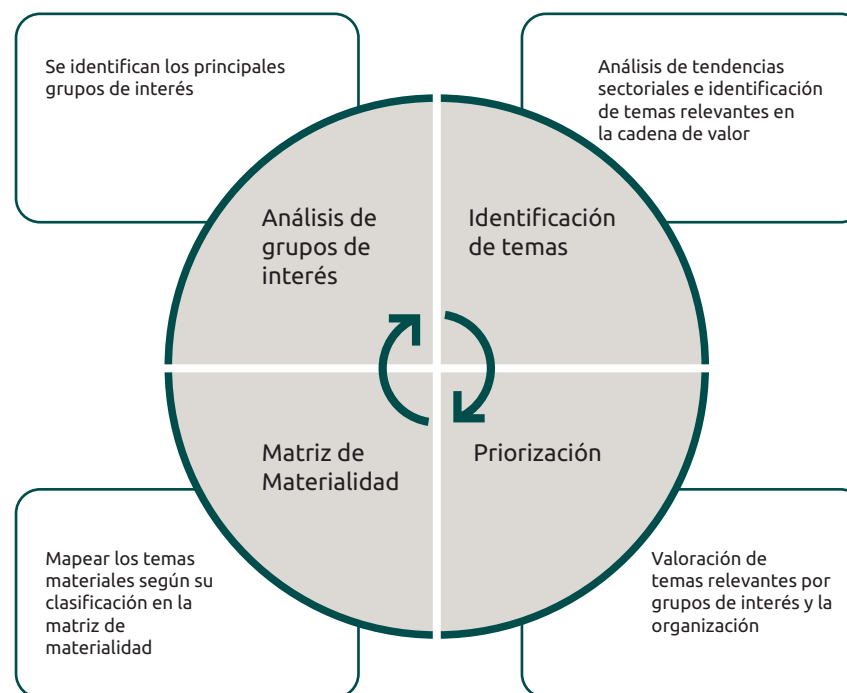 Se identifican los principales
grupos de interés
Análisis de tendencias
sectoriales e identificación
de temas relevantes en
la cadena de valor
Análisis de
grupos de
interés
Identificación
de temas
Matriz de
Materialidad
Priorización
Mapear los temas
materiales según su
clasificación en la
matriz de
materialidad
Valoración de
temas relevantes por
grupos de interés y la
organización